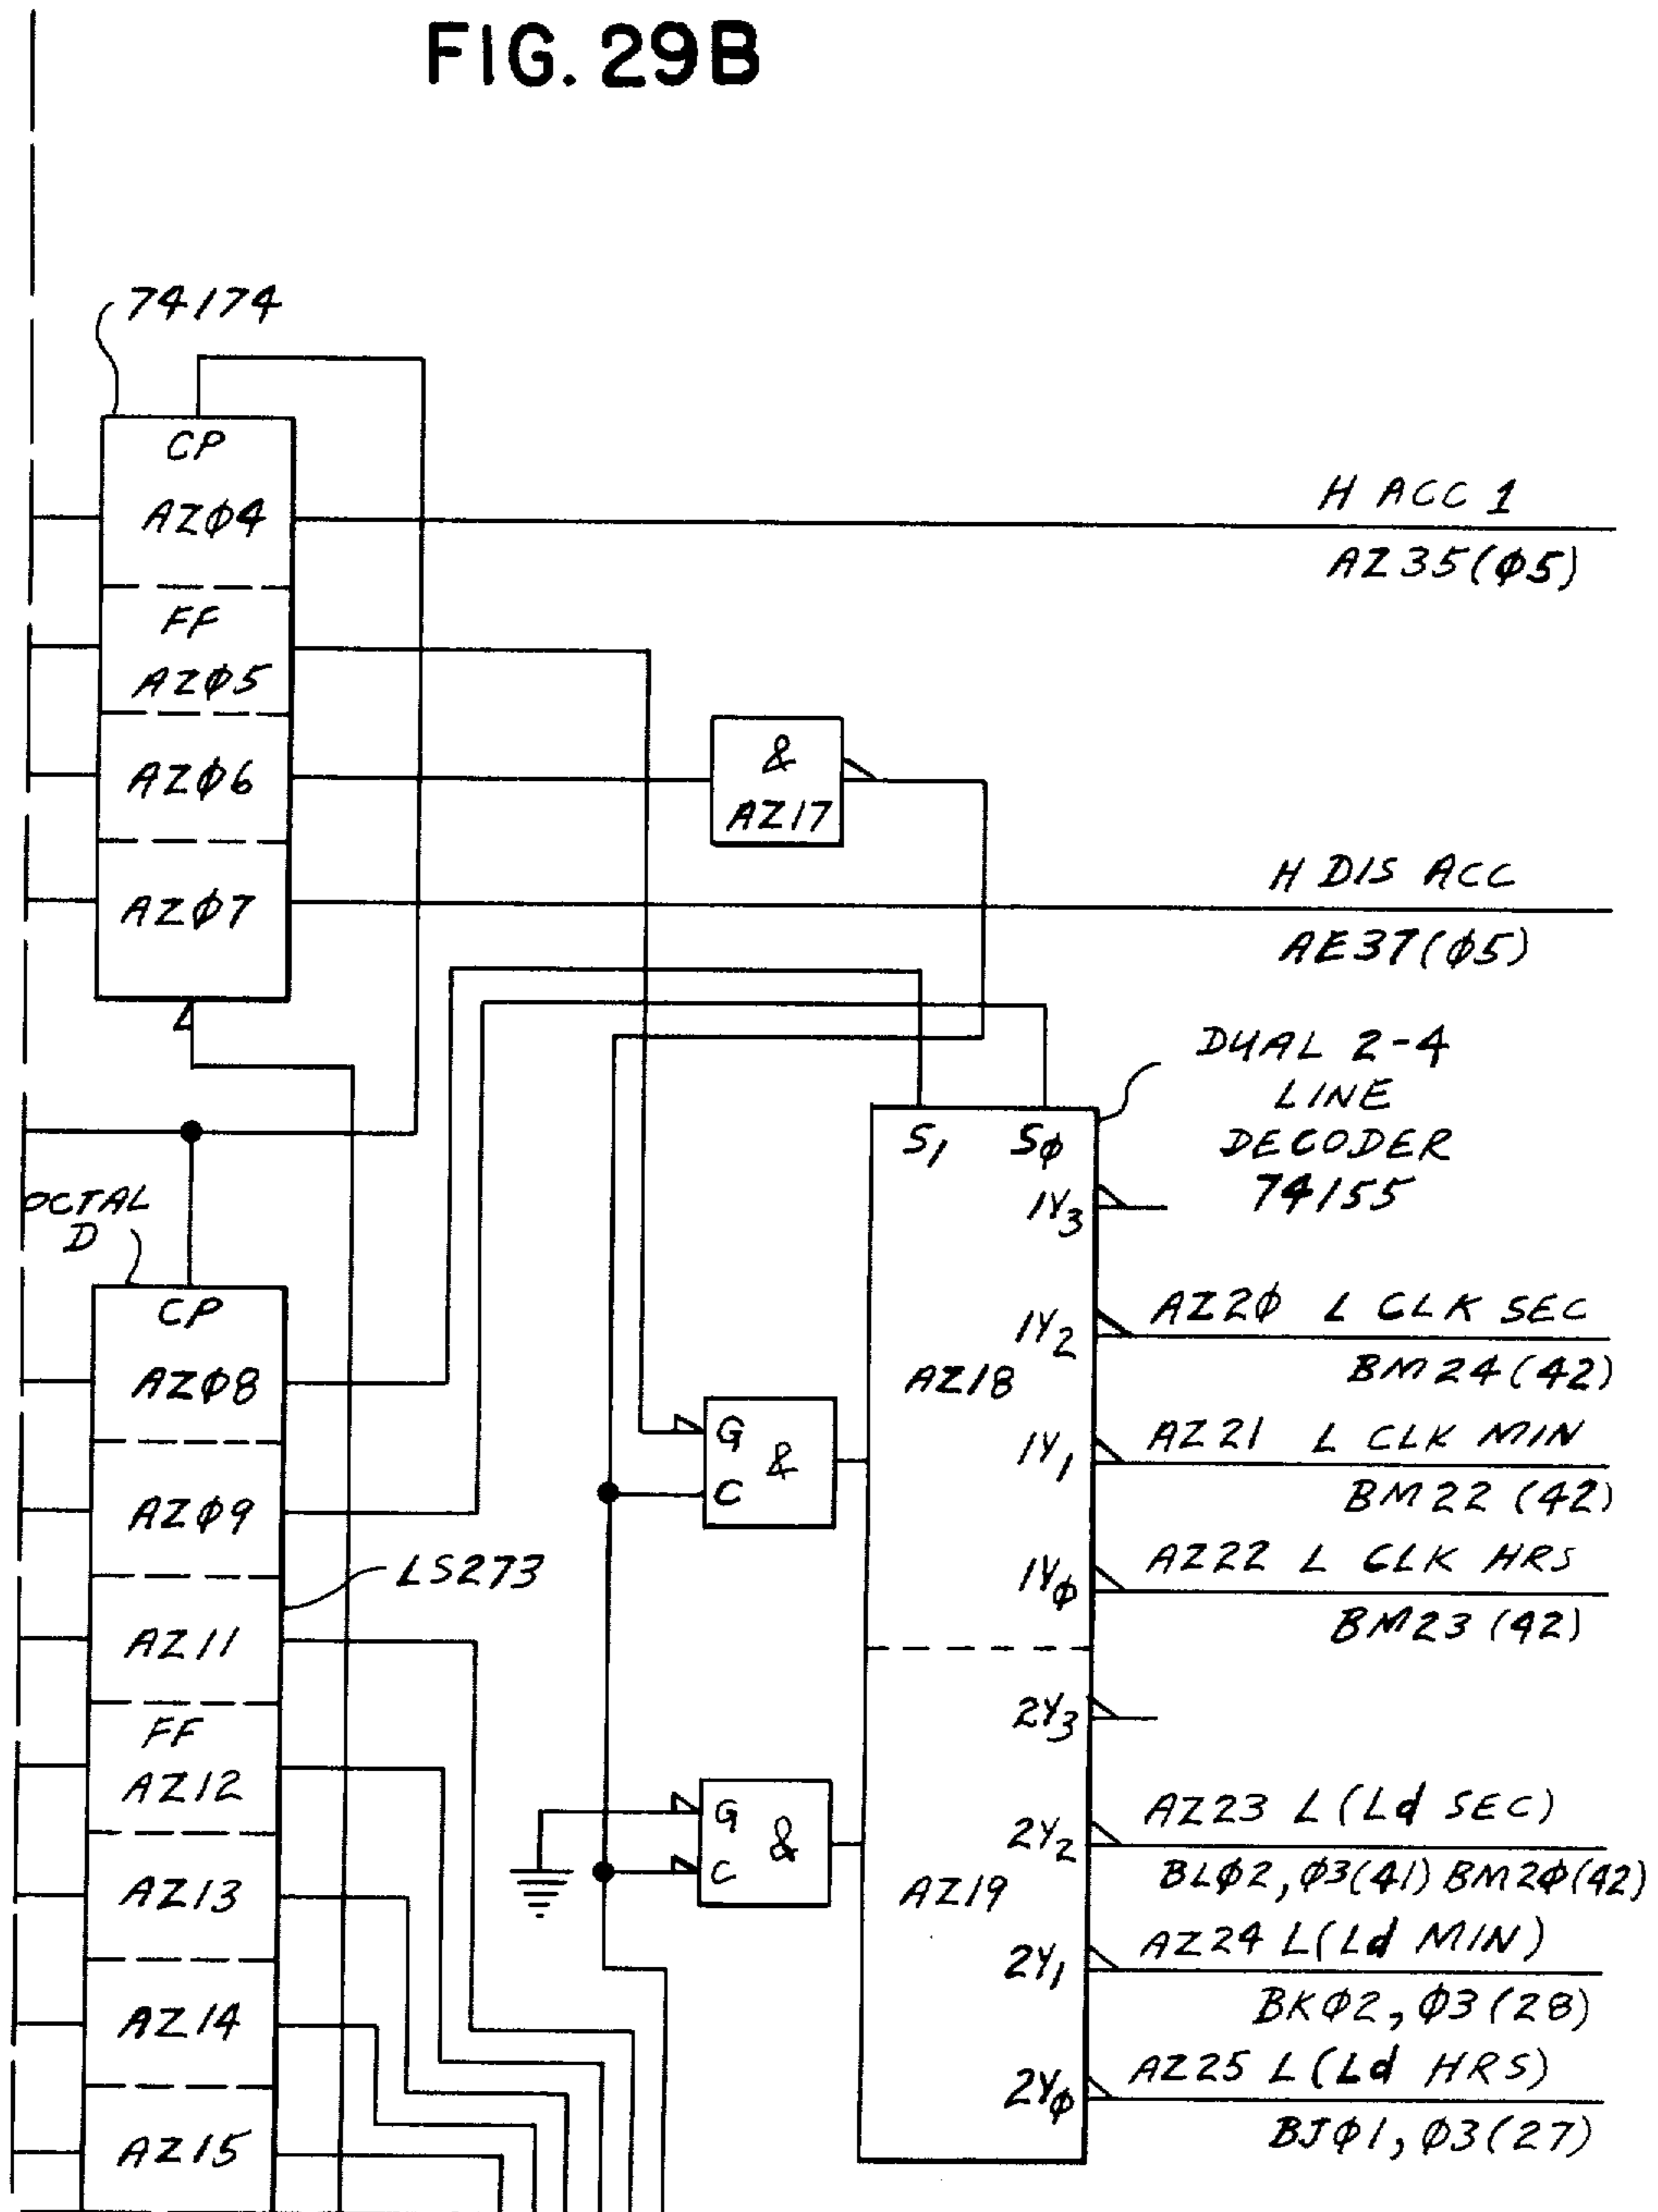 FIG. 29B
74174
CP
AZφ4
H ACC 1
AZ35(φ5)
FF
AZφ5
AZφ6
&
AZ17
AZφ7
H DIS ACC
AE37(φ5)
DUAL 2-4
LINE
DECODER
74155
S1 Sφ
1Y3
OCTAL
D
CP
AZφ8
1Y2
AZ2φ L CLK SEC
BM24(42)
AZ18
AZφ9
G
&
C
1Y1
AZ21 L CLK MIN
BM22 (42)
LS273
1Yφ
AZ22 L CLK HRS
BM23 (42)
AZ11
FF
AZ12
2Y3
G
&
C
2Y2
AZ23 L (Ld SEC)
BLφ2, φ3(41) BM2φ(42)
AZ13
AZ19
2Y1
AZ24 L(Ld MIN)
BKφ2, φ3(28)
AZ14
2Yφ
AZ25 L (Ld HRS)
BJφ1, φ3(27)
AZ15